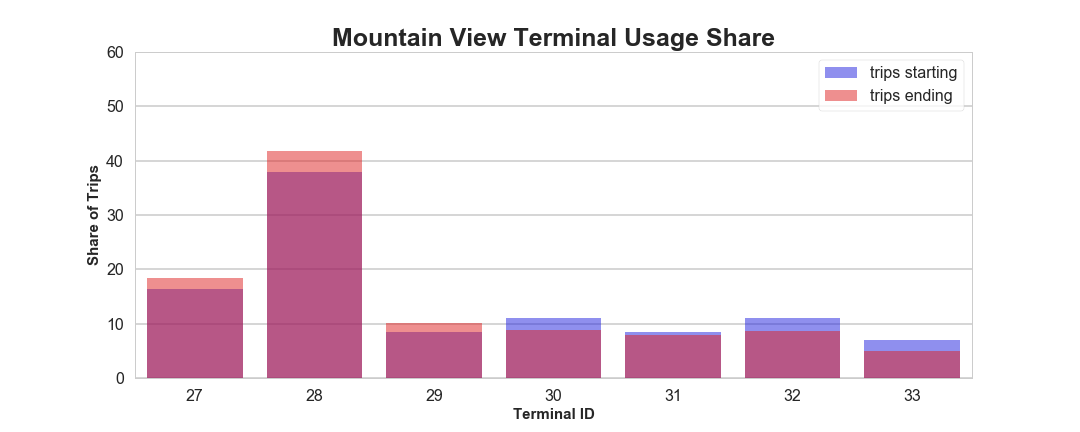 Mountain View Terminal Usage Share
trips starting
trips ending
Share of Trips
60
50
40
30
20
10
0
27 28 29 30 31 32 33
Terminal ID